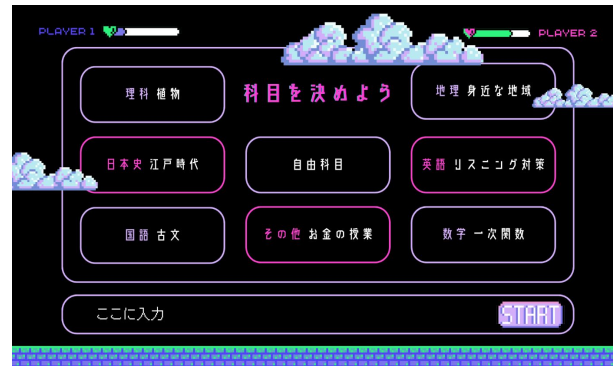 PLAYER 1
PLAYER 2
科目を決めよう
理科 植物
地理 身近な地域
日本史 江戸時代
自由科目
英語 リスニング対策
国語 古文
その他 お金の授業
数字 一次関数
ここに入力
START